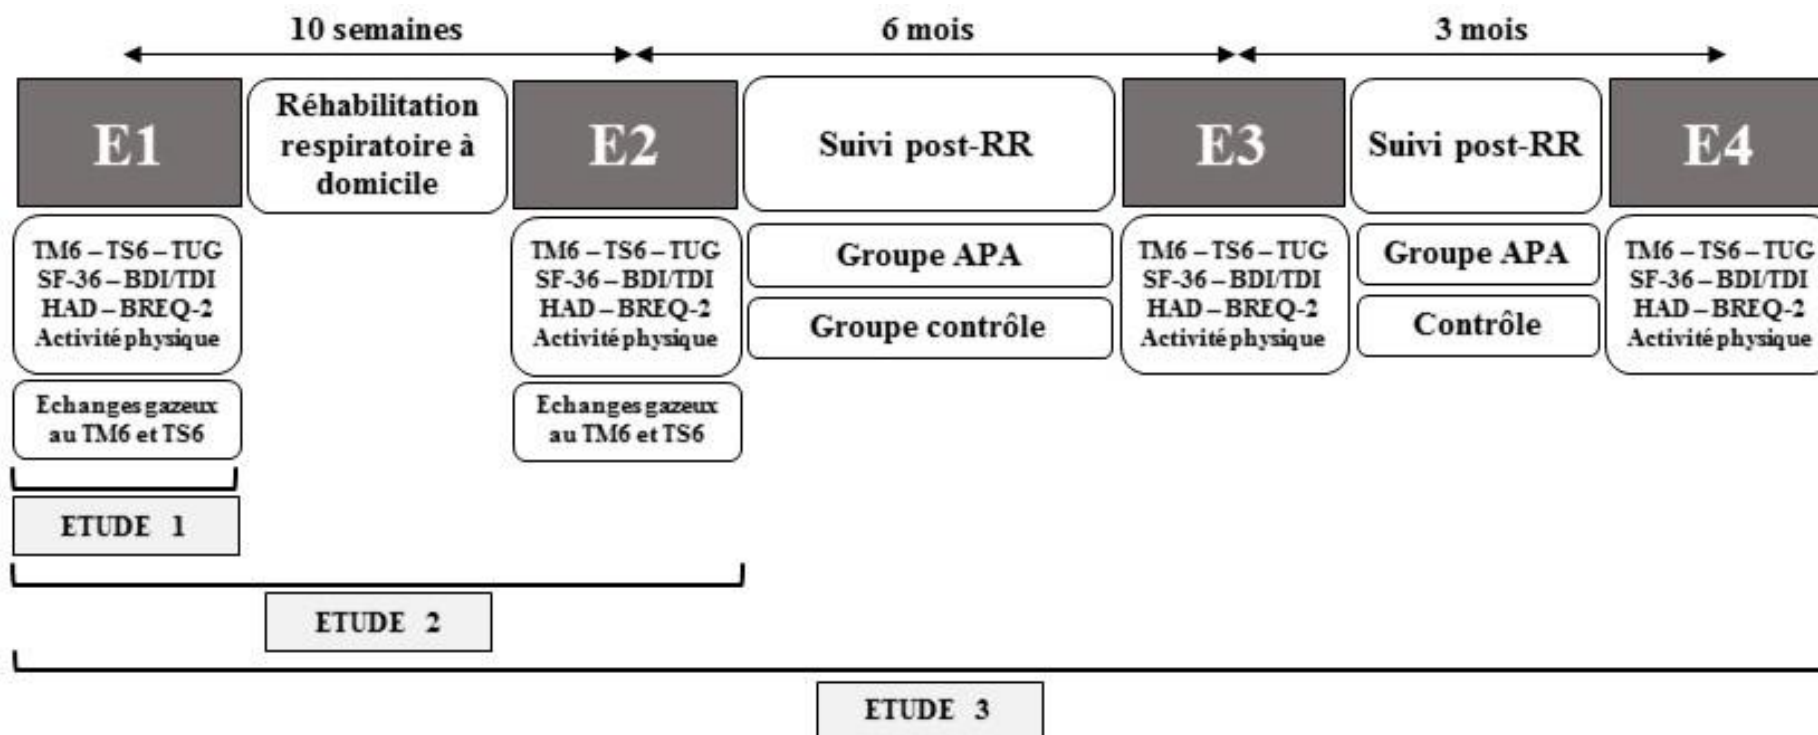 10 semaines
6 mois
3 mois
E1
Réhabilitation
respiratoire à
domicile
E2
Suivi post-RR
E3
Suivi post-RR
E4
TM6 – TS6 – TUG
SF-36 – BDI/TDI
HAD – BREQ-2
Activité physique
TM6 – TS6 – TUG
SF-36 – BDI/TDI
HAD – BREQ-2
Activité physique
Groupe APA
Groupe contrôle
TM6 – TS6 – TUG
SF-36 – BDI/TDI
HAD – BREQ-2
Activité physique
Groupe APA
Contrôle
TM6 – TS6 – TUG
SF-36 – BDI/TDI
HAD – BREQ-2
Activité physique
Echanges gazeux
au TM6 et TS6
Echanges gazeux
au TM6 et TS6
ETUDE 1
ETUDE 2
ETUDE 3